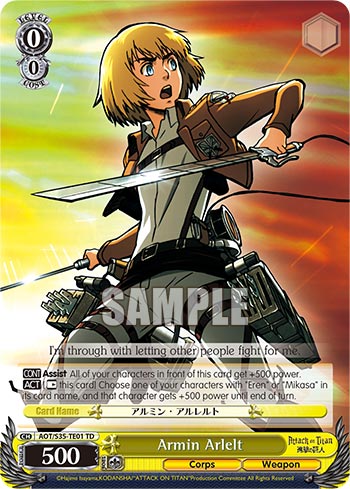 LEVEL
0
0
COST
SAMPLE
I'm through with letting other people fight for me.
CONT Assist All of your characters in front of this card get +500 power.
ACT this card] Choose one of your characters with "Eren" or "Mikasa" in
its card name, and that character gets +500 power until end of turn.
Card Name アルミン・アルレルト
CH AOT/S35-TE01 TD
500
Armin Arlelt
Corps
Weapon
Attack on Titan
進撃の巨人
©Hajime Isayama,KODANSHA/"ATTACK ON TITAN"Production Committee All Rights Reserved.